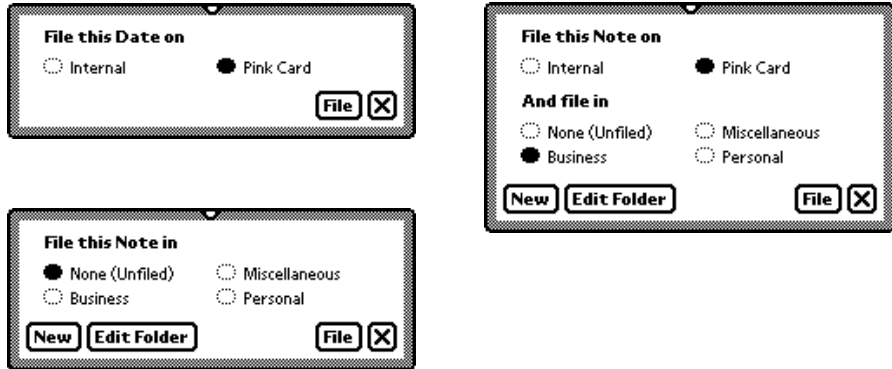 File this Date on
Internal Pink Card
File
File this Note in
None (Unfiled) Miscellaneous
Business Personal
New Edit Folder File
File this Note on
Internal Pink Card
And file in
None (Unfiled) Miscellaneous
Business Personal
New Edit Folder File